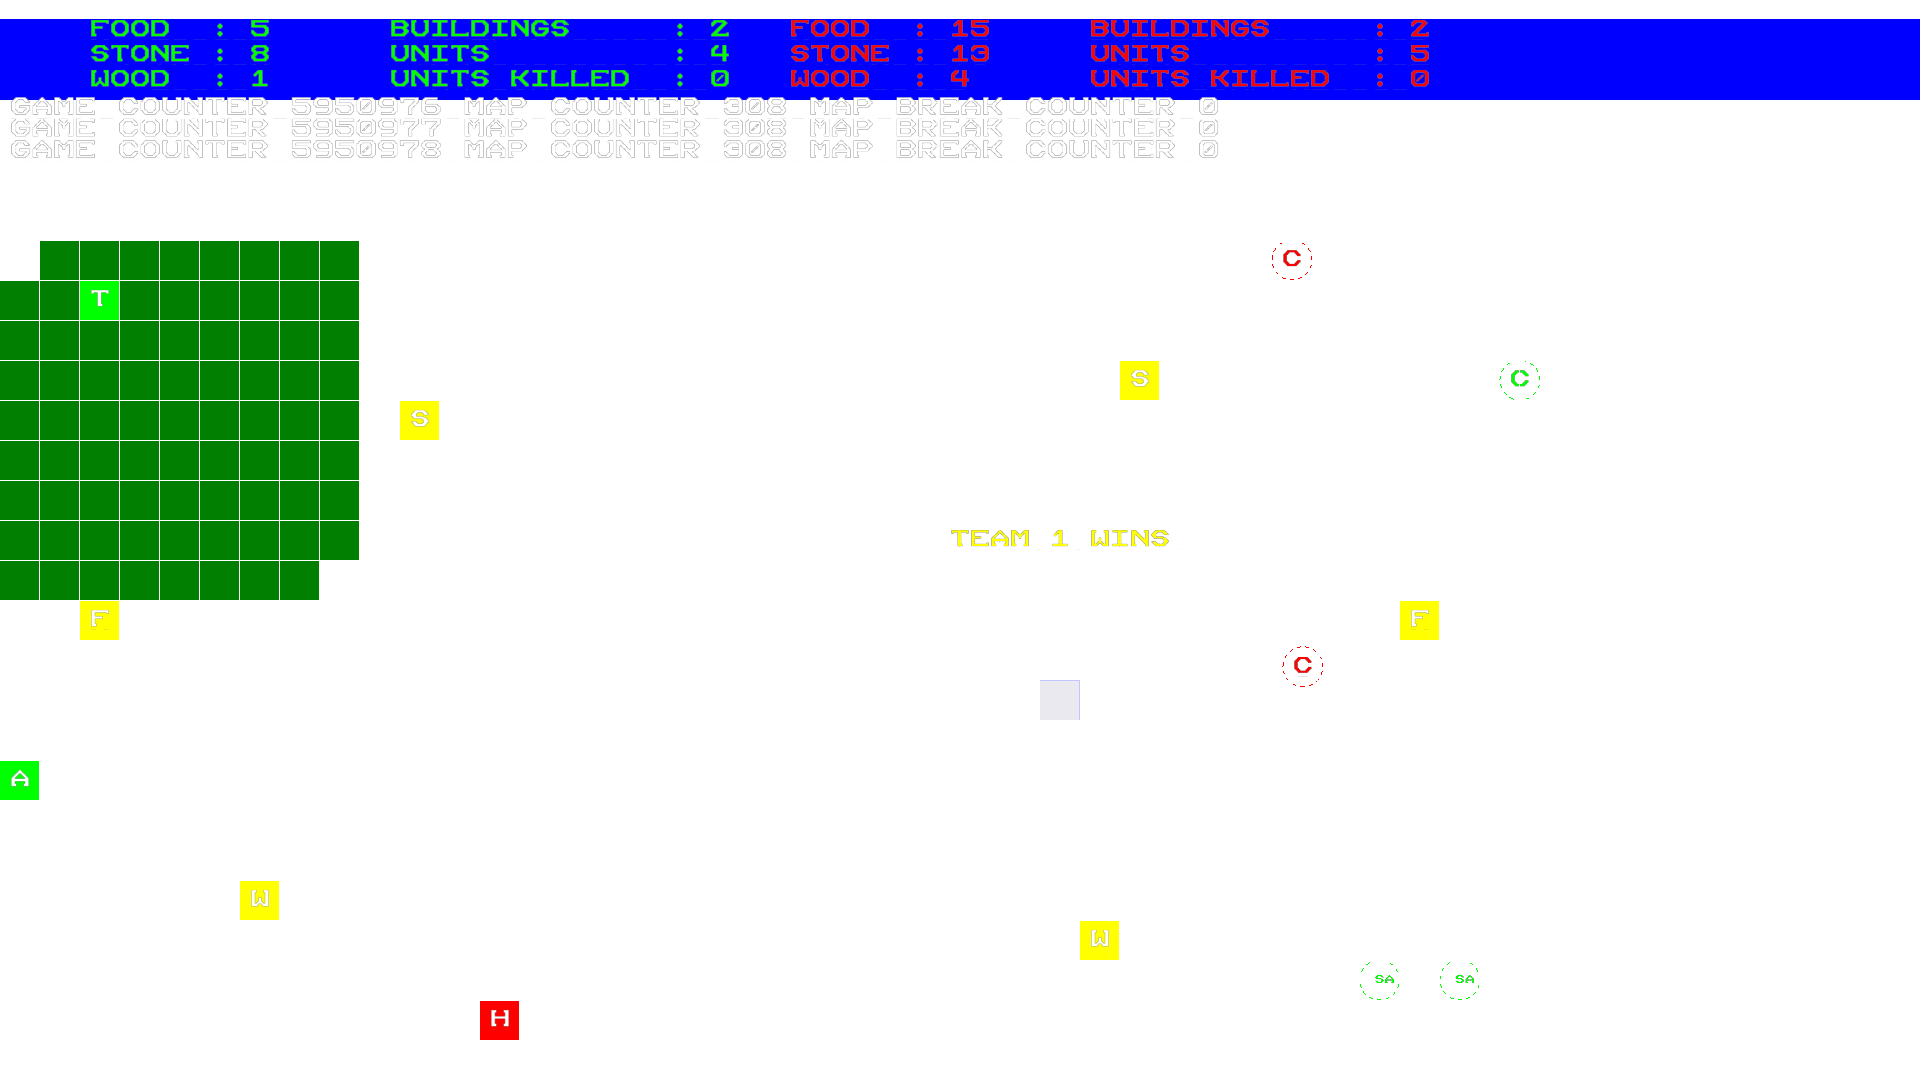 FOOD : 5 BUILDINGS : 2 FOOD : 15 BUILDINGS : 2
STONE : 8 UNITS : 4 STONE : 13 UNITS : 5
WOOD : 1 UNITS KILLED : 0 WOOD : 4 UNITS KILLED : 0
GAME COUNTER 5950976 MAP COUNTER 308 MAP BREAK COUNTER 0
GAME COUNTER 5950977 MAP COUNTER 308 MAP BREAK COUNTER 0
GAME COUNTER 5950978 MAP COUNTER 308 MAP BREAK COUNTER 0
C
T
S
C
S
TEAM 1 WINS
F
F
C
A
W
W
SA
SA
H